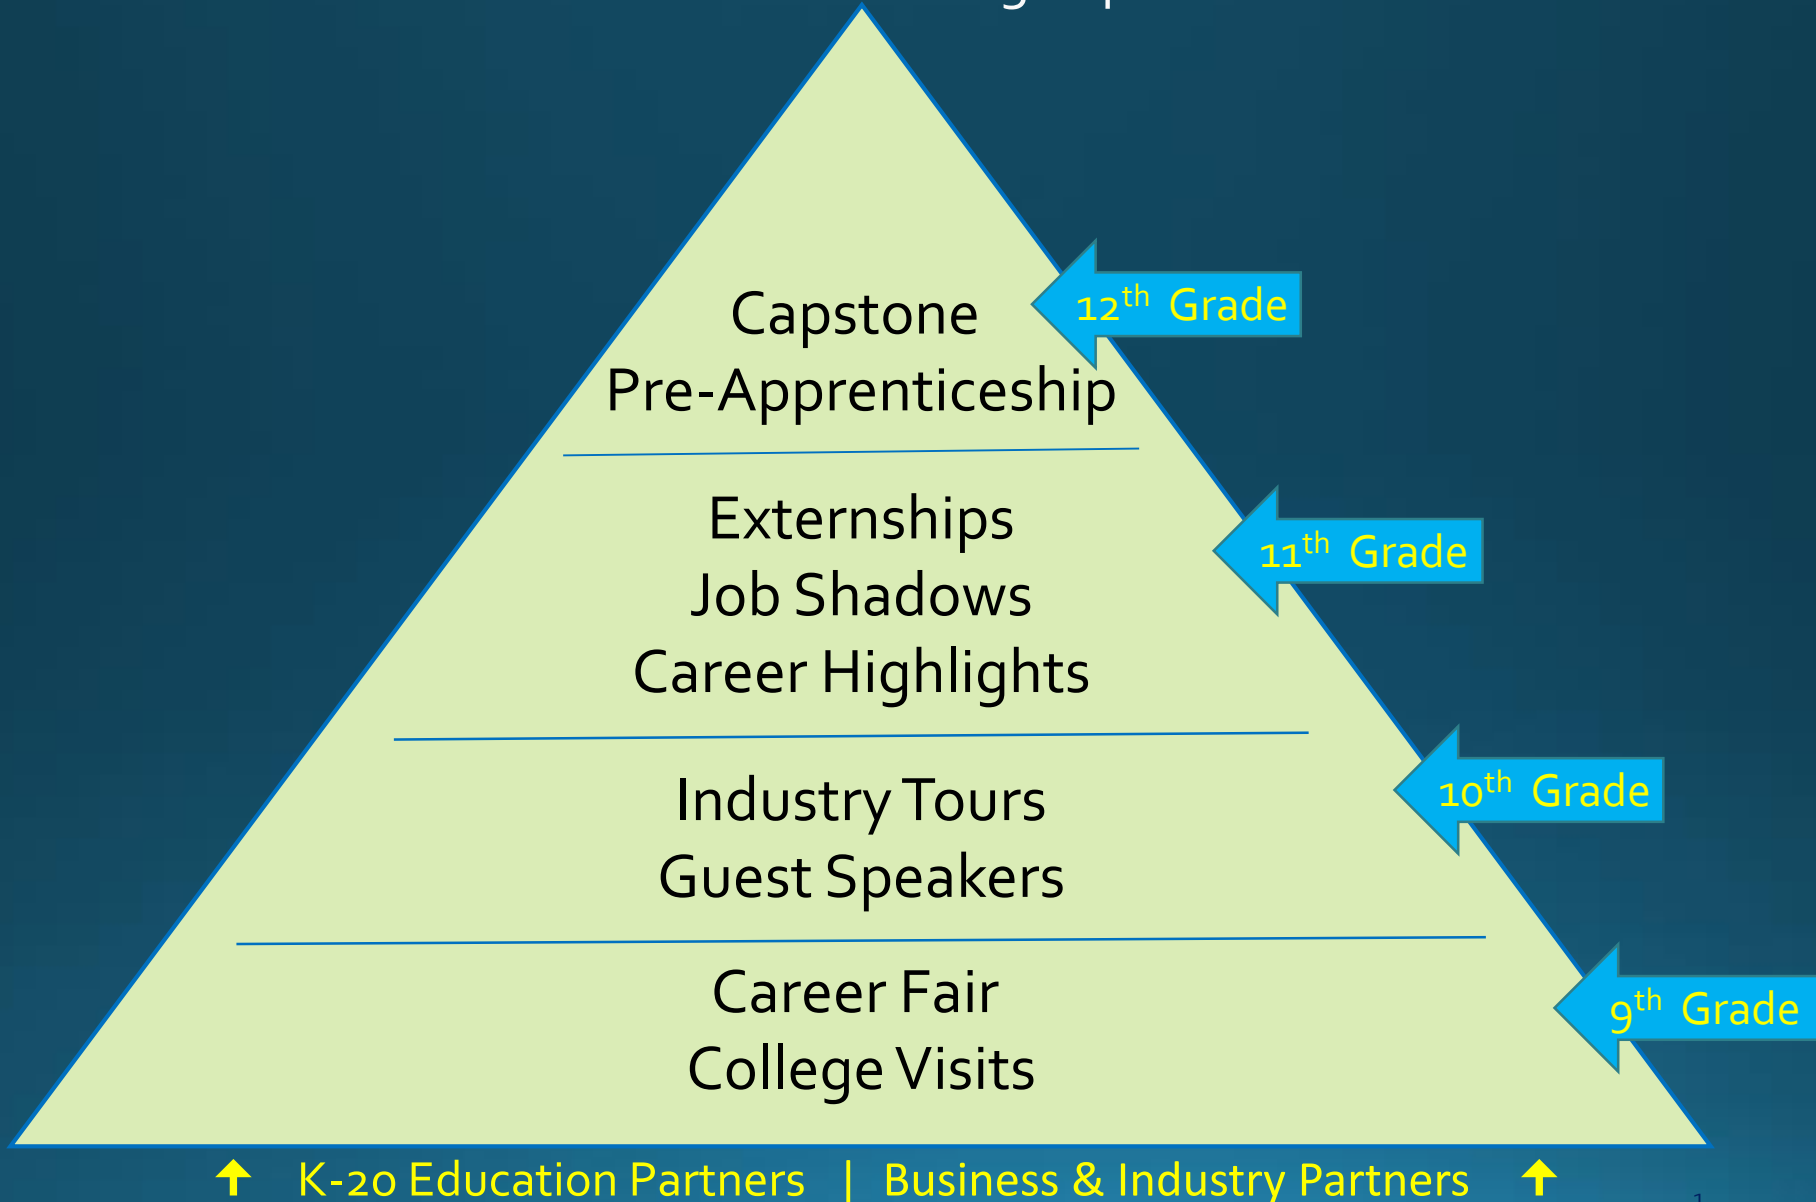 Capstone
12th Grade
Pre-Apprenticeship
Externships
11th Grade
Job Shadows
Career Highlights
Industry Tours
10th Grade
Guest Speakers
Career Fair
9th Grade
College Visits
↑ K-20 Education Partners | Business & Industry Partners ↑
1